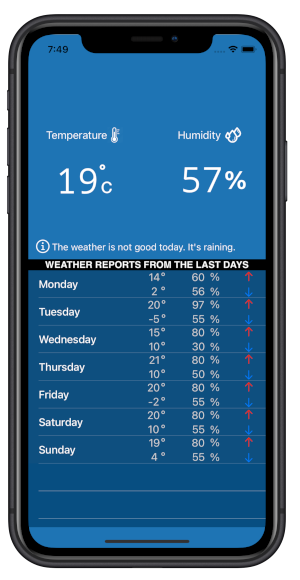 7:49
Temperature Humidity
19°c 57%
The weather is not good today. It's raining.
WEATHER REPORTS FROM THE LAST DAYS
Monday 14° 60 %
2 ° 56 %
Tuesday 20° 97 %
-5° 55 %
Wednesday 15° 80 %
10° 30 %
Thursday 21° 80 %
10° 50 %
Friday 20° 80 %
-2° 55 %
Saturday 20° 80 %
10° 55 %
Sunday 19° 80 %
4 ° 55 %